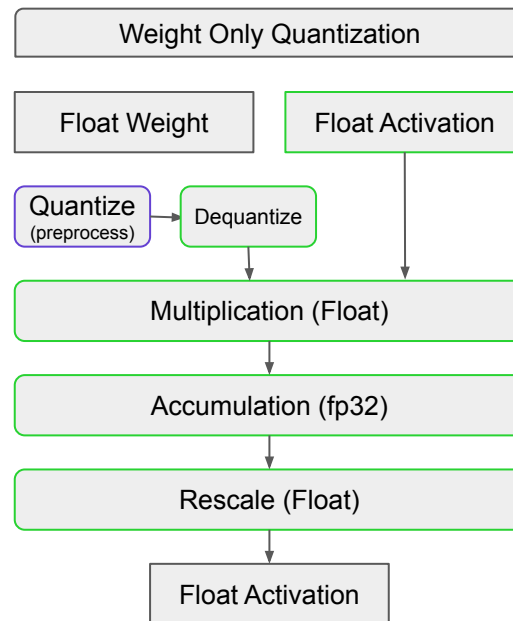 Weight Only Quantization
Float Weight
Float Activation
Quantize
(preprocess)
Dequantize
Multiplication (Float)
Accumulation (fp32)
Rescale (Float)
Float Activation